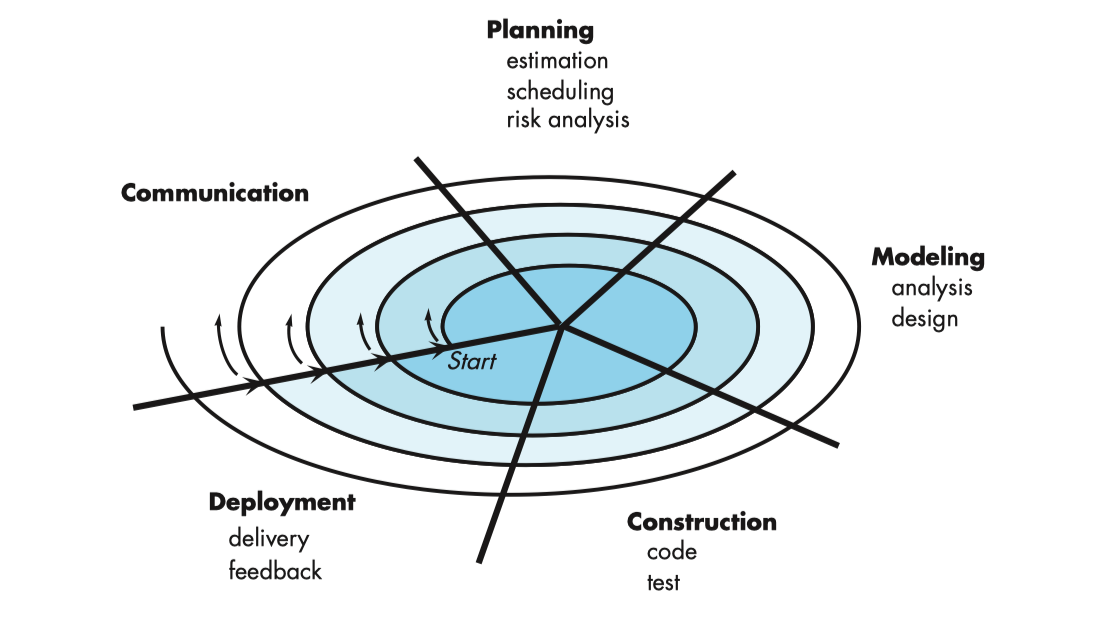 Planning
estimation
scheduling
risk analysis
Communication
Modeling
analysis
design
Start
Deployment
delivery
feedback
Construction
code
test